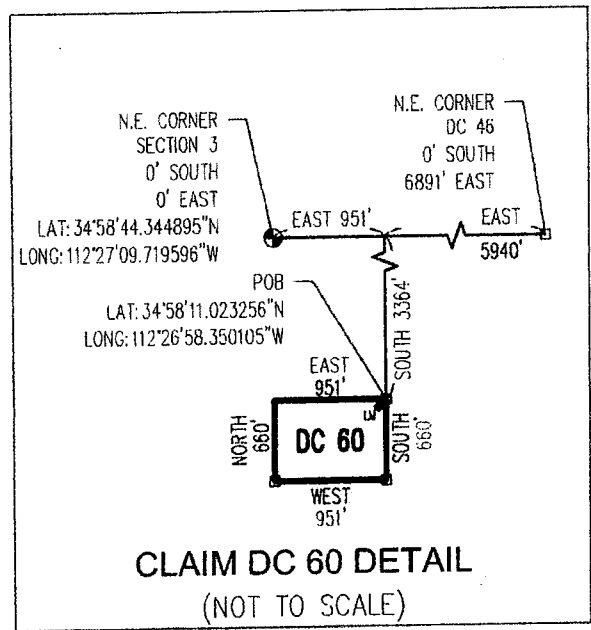 N.E. CORNER
SECTION 3
0' SOUTH
0' EAST
LAT: 34°58'44.344895"N
LONG: 112°27'09.719596"W
N.E. CORNER
DC 46
0' SOUTH
6891' EAST
EAST 951'
EAST
5940'
POB
LAT: 34°58'11.023256"N
LONG: 112°26'58.350105"W
SOUTH 3364'
EAST
951'
NORTH
660'
DC 60
SOUTH
660'
WEST
951'
CLAIM DC 60 DETAIL
(NOT TO SCALE)